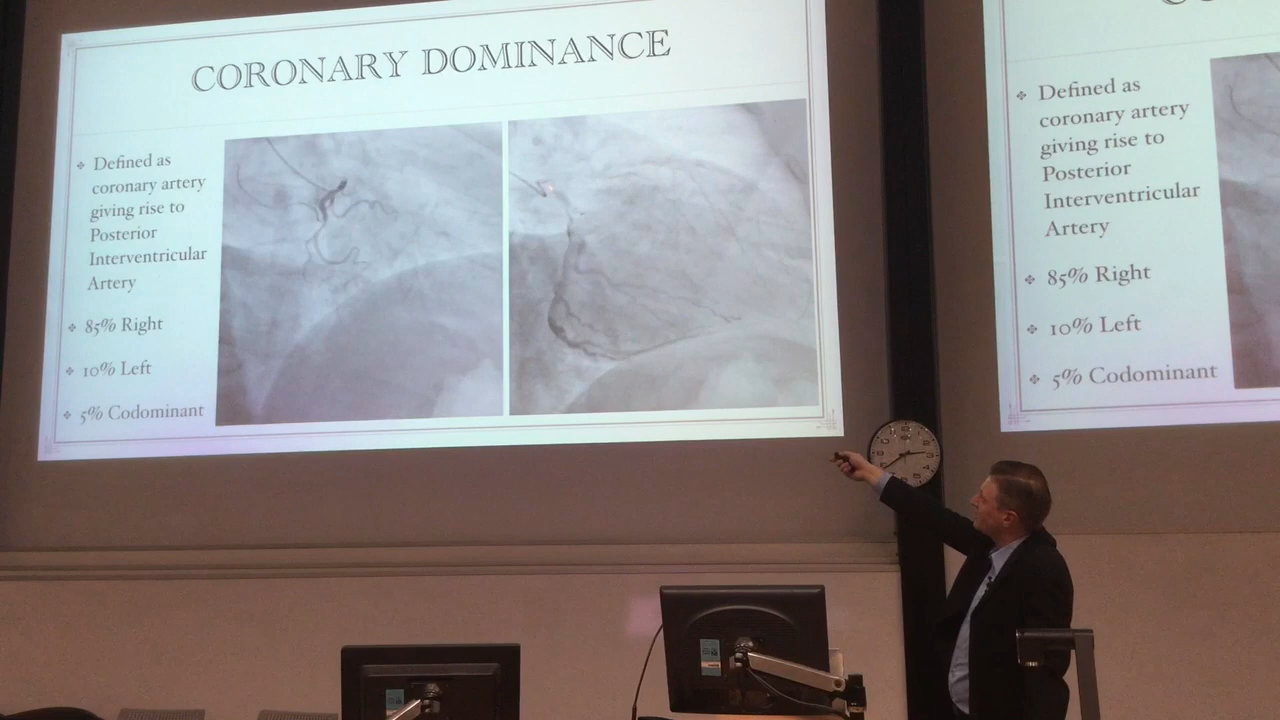 CORONARY DOMINANCE
Defined as
coronary artery
giving rise to
Posterior
Interventricular
Artery
85% Right
10% Left
5% Codominant
Defined as
coronary artery
giving rise to
Posterior
Interventricular
Artery
85% Right
10% Left
5% Codominant